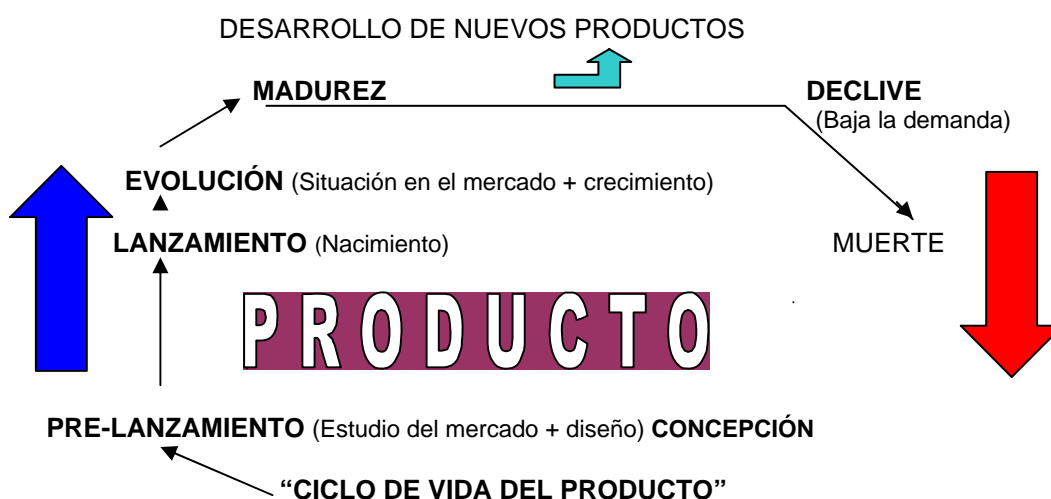 DESARROLLO DE NUEVOS PRODUCTOS
MADUREZ
DECLIVE
(Baja la demanda)
EVOLUCIÓN (Situación en el mercado + crecimiento)
LANZAMIENTO (Nacimiento)
MUERTE
PRODUCTO
PRE-LANZAMIENTO (Estudio del mercado + diseño) CONCEPCIÓN
“CICLO DE VIDA DEL PRODUCTO”